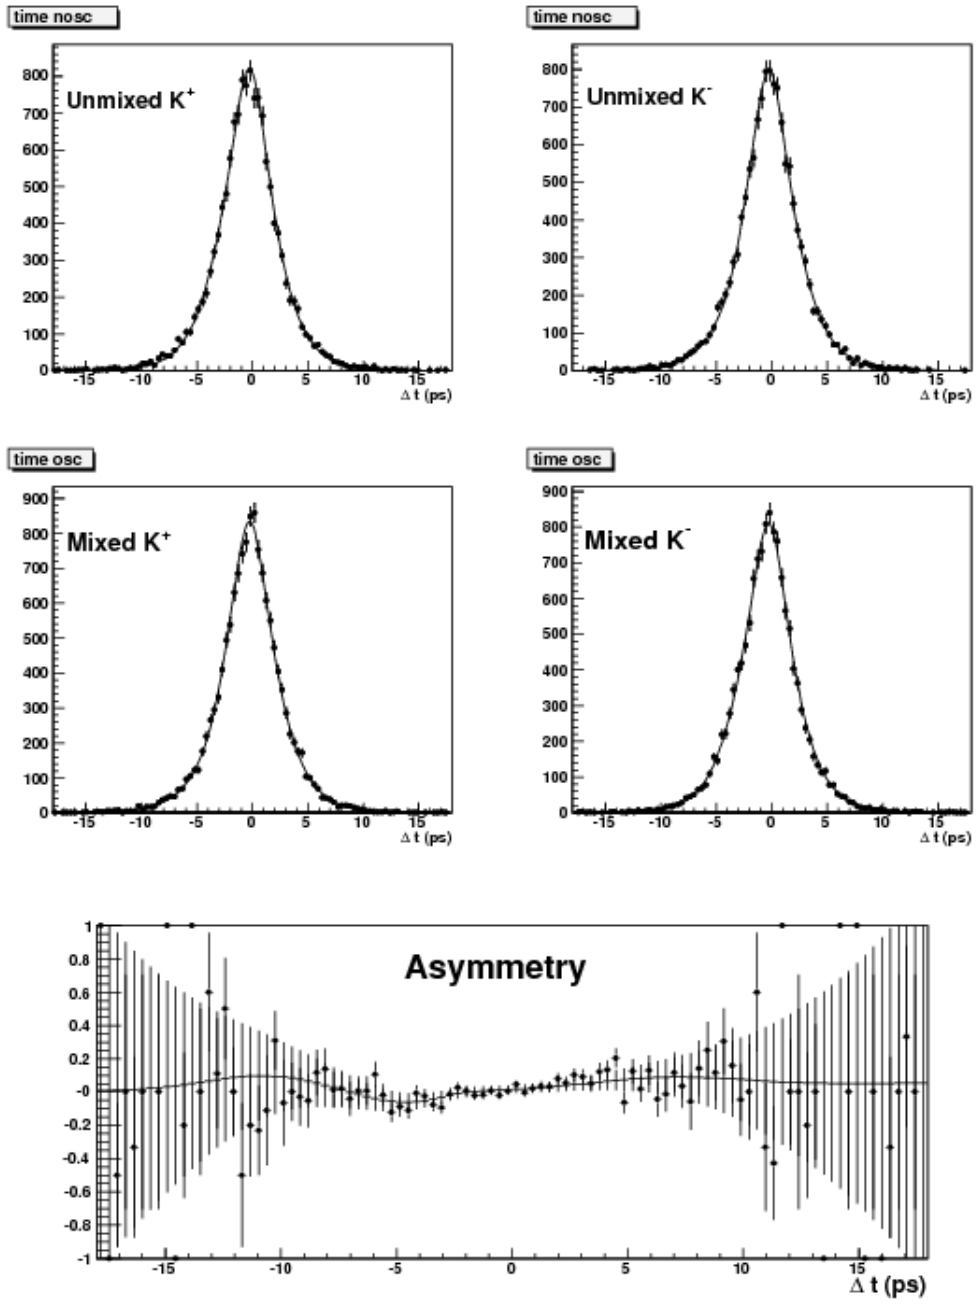 time nosc
time nosc
800
700
600
500
400
300
200
100
0
Unmixed K+
-15 -10 -5 0 5 10 15
Δ t (ps)
800
700
600
500
400
300
200
100
0
Unmixed K-
-15 -10 -5 0 5 10 15
Δ t (ps)
time osc
time osc
900
800
700
600
500
400
300
200
100
0
Mixed K+
-15 -10 -5 0 5 10 15
Δ t (ps)
900
800
700
600
500
400
300
200
100
0
Mixed K-
-15 -10 -5 0 5 10 15
Δ t (ps)
1
0.8
0.6
0.4
0.2
-0
-0.2
-0.4
-0.6
-0.8
-1
Asymmetry
-15 -10 -5 0 5 10 15
Δ t (ps)